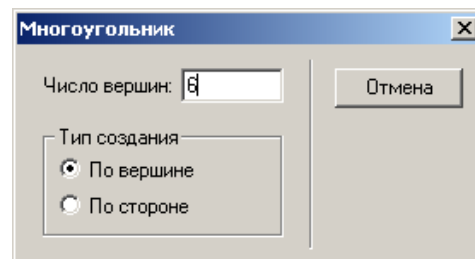 Многоугольник
Число вершин: 6
Отмена
Тип создания
По вершине
По стороне